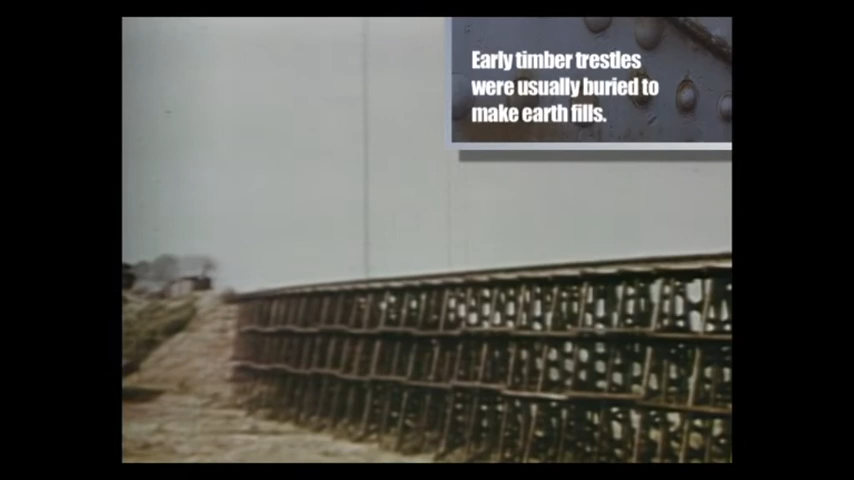 Early timber trestles
were usually buried to
make earth fills.